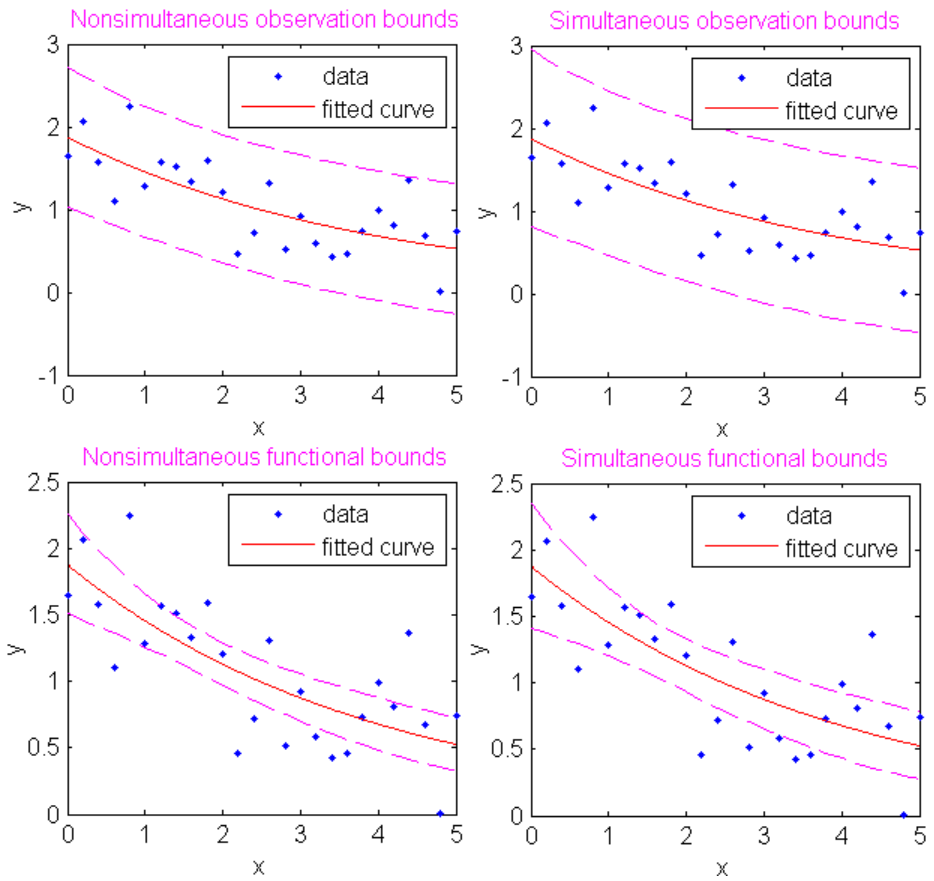 Nonsimultaneous observation bounds
3
2
1
0
-1
0 1 2 3 4 5
y
x
data
fitted curve
Simultaneous observation bounds
3
2
1
0
-1
0 1 2 3 4 5
y
x
data
fitted curve
Nonsimultaneous functional bounds
2.5
2
1.5
1
0.5
0
0 1 2 3 4 5
y
x
data
fitted curve
Simultaneous functional bounds
2.5
2
1.5
1
0.5
0
0 1 2 3 4 5
y
x
data
fitted curve